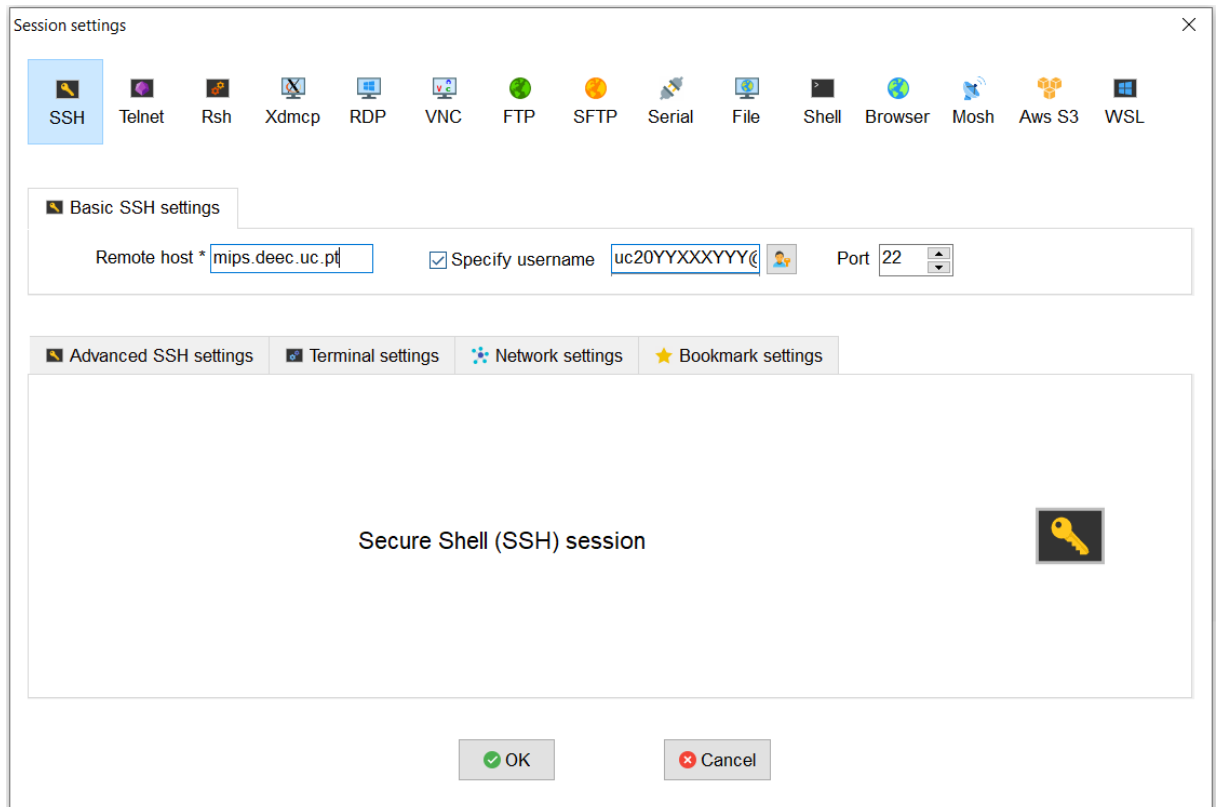 Session settings
SSH Telnet Rsh Xdmcp RDP VNC FTP SFTP Serial File Shell Browser Mosh Aws S3 WSL
Basic SSH settings
Remote host * mips.deec.uc.pt Specify username uc20YYXXXYYY@ Port 22
Advanced SSH settings Terminal settings Network settings Bookmark settings
Secure Shell (SSH) session
OK Cancel